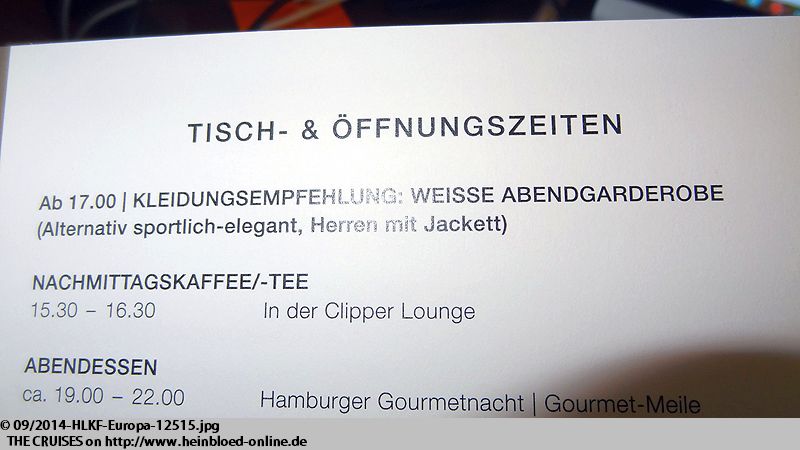 TISCH- & ÖFFNUNGSZEITEN
Ab 17.00 | KLEIDUNGSEMPFEHLUNG: WEISSE ABENDGARDEROBE
(Alternativ sportlich-elegant, Herren mit Jackett)
NACHMITTAGSKAFFEE/-TEE
15.30 – 16.30 In der Clipper Lounge
ABENDESSEN
ca. 19.00 – 22.00 Hamburger Gourmetnacht | Gourmet-Meile
© 09/2014-HLKF-Europa-12515.jpg
THE CRUISES on http://www.heinbloed-online.de